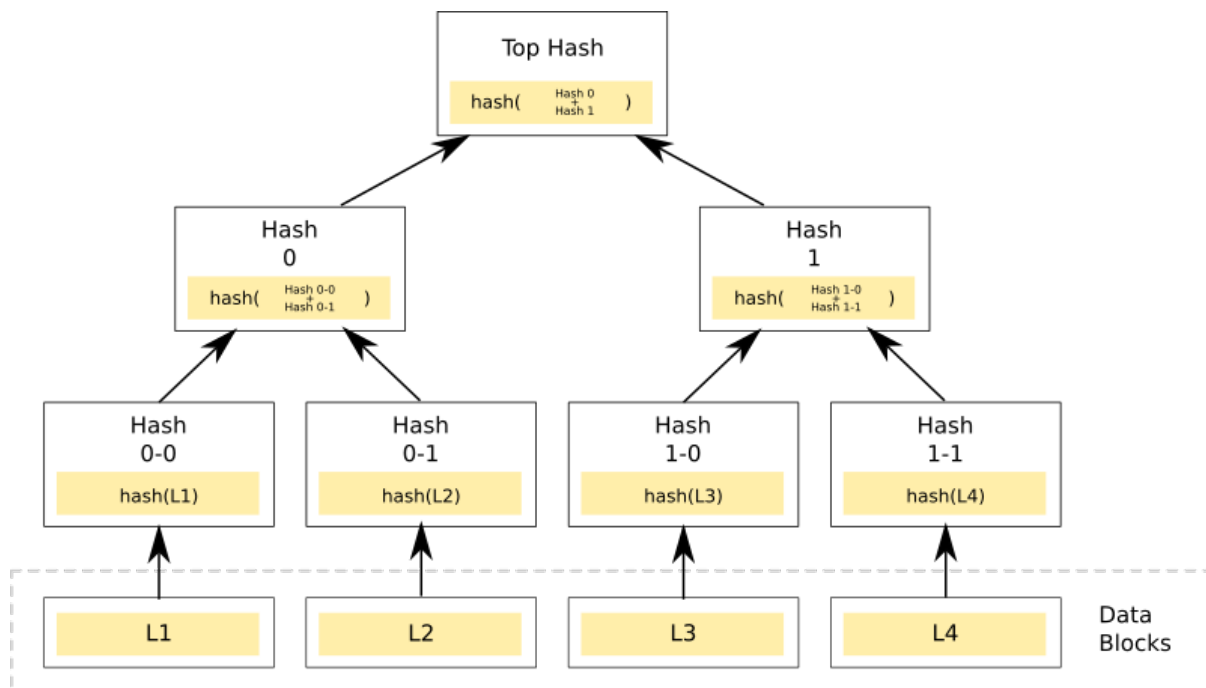 Top Hash
Hash 0
hash( + )
Hash 1
Hash
0
Hash 0-0
hash( + )
Hash 0-1
Hash
1
Hash 1-0
hash( + )
Hash 1-1
Hash
0-0
hash(L1)
Hash
0-1
hash(L2)
Hash
1-0
hash(L3)
Hash
1-1
hash(L4)
L1
L2
L3
L4
Data
Blocks